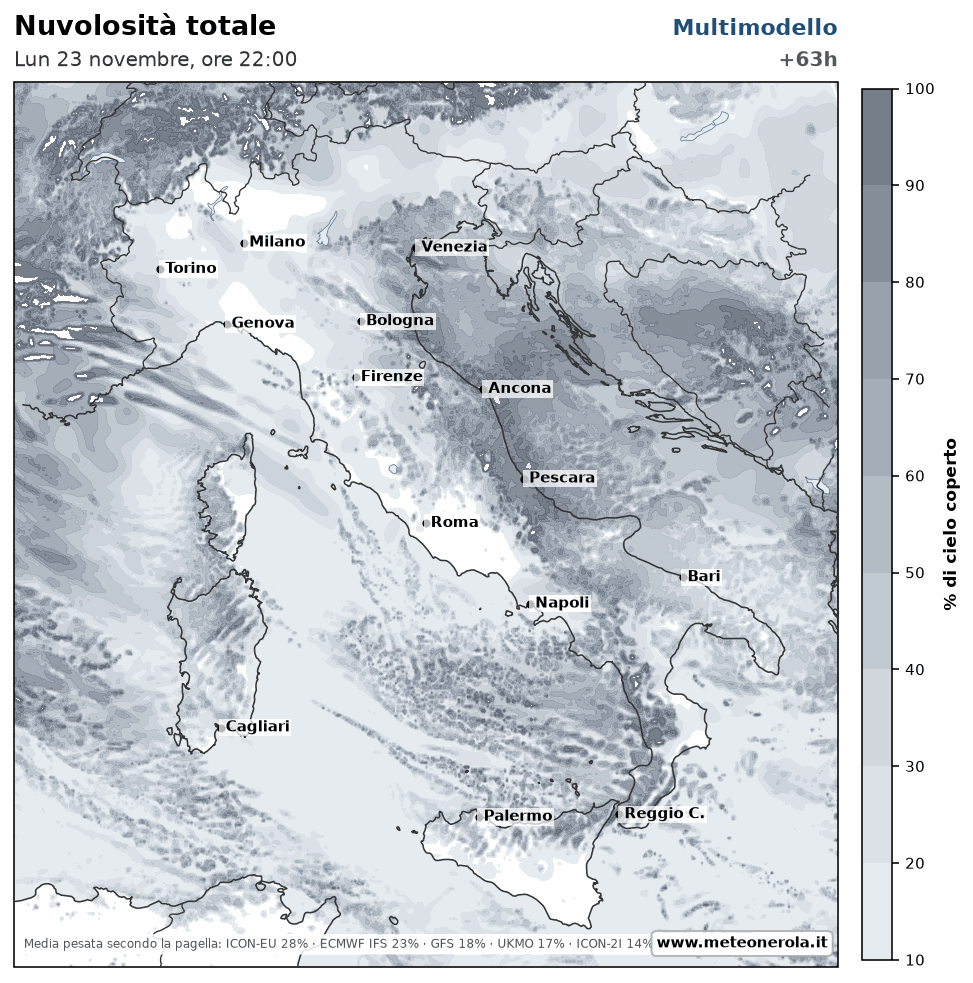 Nuvolosità totale
Multimodello
Lun 23 novembre, ore 22:00
+63h
100
90
80
70
60
50
40
30
20
10
% di cielo coperto
Milano
Venezia
Torino
Genova
Bologna
Firenze
Ancona
Pescara
Roma
Bari
Napoli
Cagliari
Palermo
Reggio C.
Media pesata secondo la pagella: ICON-EU 28% · ECMWF IFS 23% · GFS 18% · UKMO 17% · ICON-2I 14%
www.meteonerola.it